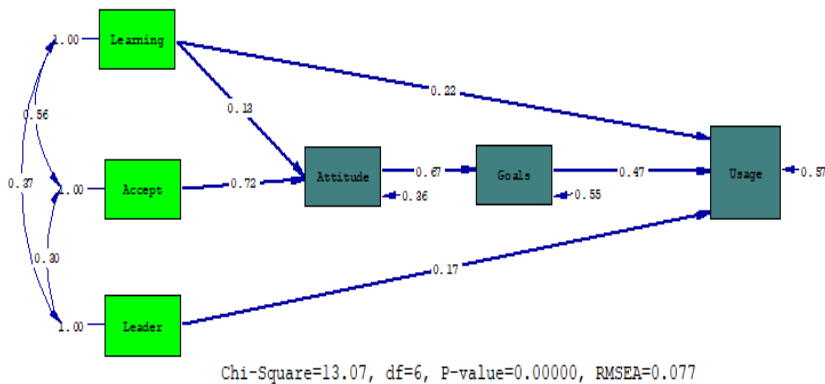 1.00 Learning
0.22
0.13
0.56
Attitude 0.67 Goals 0.47 Usage 0.57
0.37 1.00 Accept 0.72
0.36 0.55
0.30
0.17
1.00 Leader
Chi-Square=13.07, df=6, P-value=0.00000, RMSEA=0.077